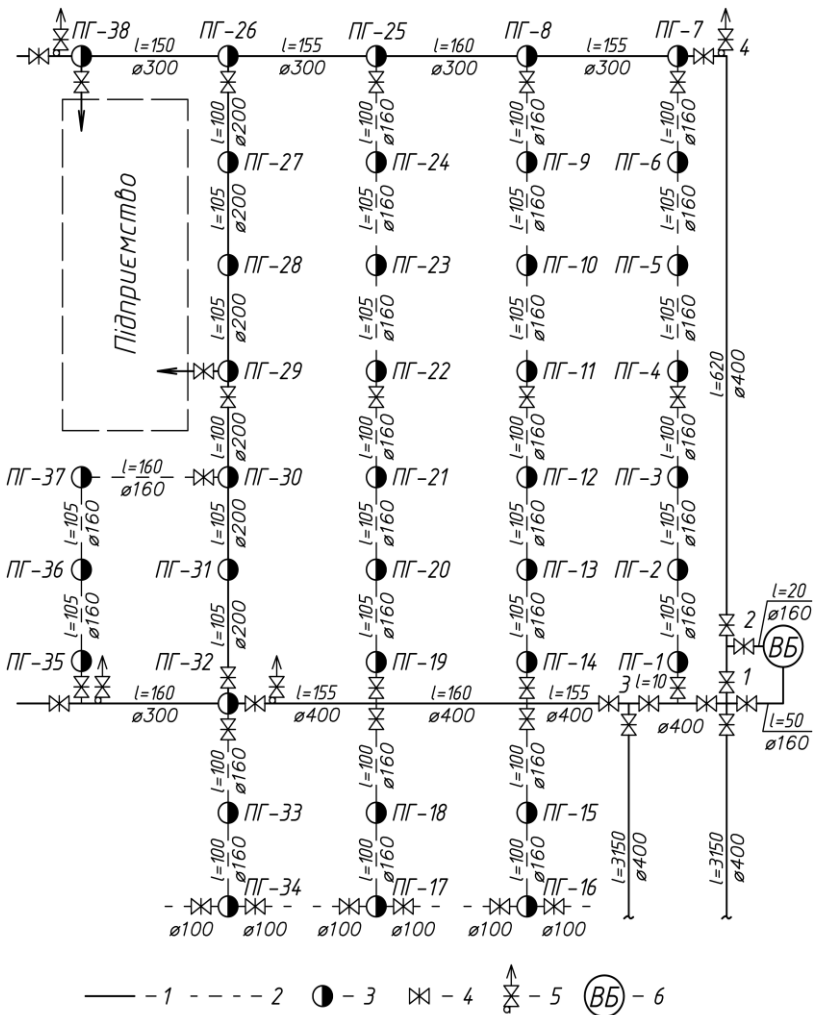 ПГ-38 ПГ-26 ПГ-25 ПГ-8 ПГ-7
l=150 l=155 l=160 l=155 4
ø300 ø300 ø300 ø300
l=100 ø200 l=100 ø160 l=100 ø160 l=100 ø160
ПГ-27 ПГ-24 ПГ-9 ПГ-6
l=105 ø200 l=105 ø160 l=105 ø160 l=105 ø160
Підприємство
ПГ-28 ПГ-23 ПГ-10 ПГ-5
l=105 ø200 l=105 ø160 l=105 ø160 l=105 ø160
l=620 ø400
ПГ-29 ПГ-22 ПГ-11 ПГ-4
l=100 ø200 l=100 ø160 l=100 ø160 l=100 ø160
ПГ-37 l=160 ПГ-30 ПГ-21 ПГ-12 ПГ-3
ø160
l=105 ø160 l=105 ø200 l=105 ø160 l=105 ø160 l=105 ø160
ПГ-36 ПГ-31 ПГ-20 ПГ-13 ПГ-2
l=20
ø160
l=105 ø160 l=105 ø200 l=105 ø160 l=105 ø160 l=105 ø160
2
ВБ
ПГ-35 ПГ-32 ПГ-19 ПГ-14 ПГ-1
l=160 l=155 l=160 l=155 3 l=10 1
ø300 ø400 ø400 ø400 ø400
l=50
ø160
l=100 ø160 l=100 ø160 l=100 ø160
ПГ-33 ПГ-18 ПГ-15
l=100 ø160 l=100 ø160 l=100 ø160 l=3150 ø400 l=3150 ø400
ПГ-34 ПГ-17 ПГ-16
ø100 ø100 ø100 ø100 ø100 ø100
- 1 - 2 - 3 - 4 - 5 ВБ - 6